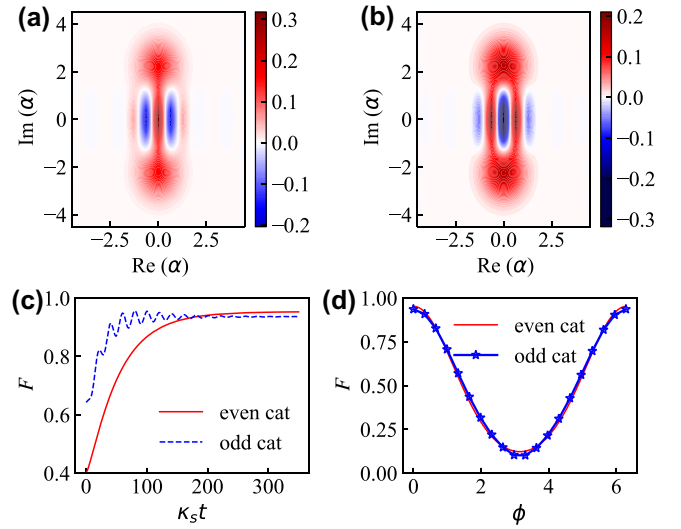 (a)
4
2
0
−2
−4
Im (α)
−2.5 0.0 2.5
Re (α)
0.3
0.2
0.1
0.0
−0.1
−0.2
(b)
4
2
0
−2
−4
Im (α)
−2.5 0.0 2.5
Re (α)
0.2
0.1
0.0
−0.1
−0.2
−0.3
(c)
1.0
0.8
0.6
0.4
F
even cat
odd cat
0 100 200 300
κₛt
(d)
1.00
0.75
0.50
0.25
0.00
F
even cat
odd cat
0 2 4 6
ϕ